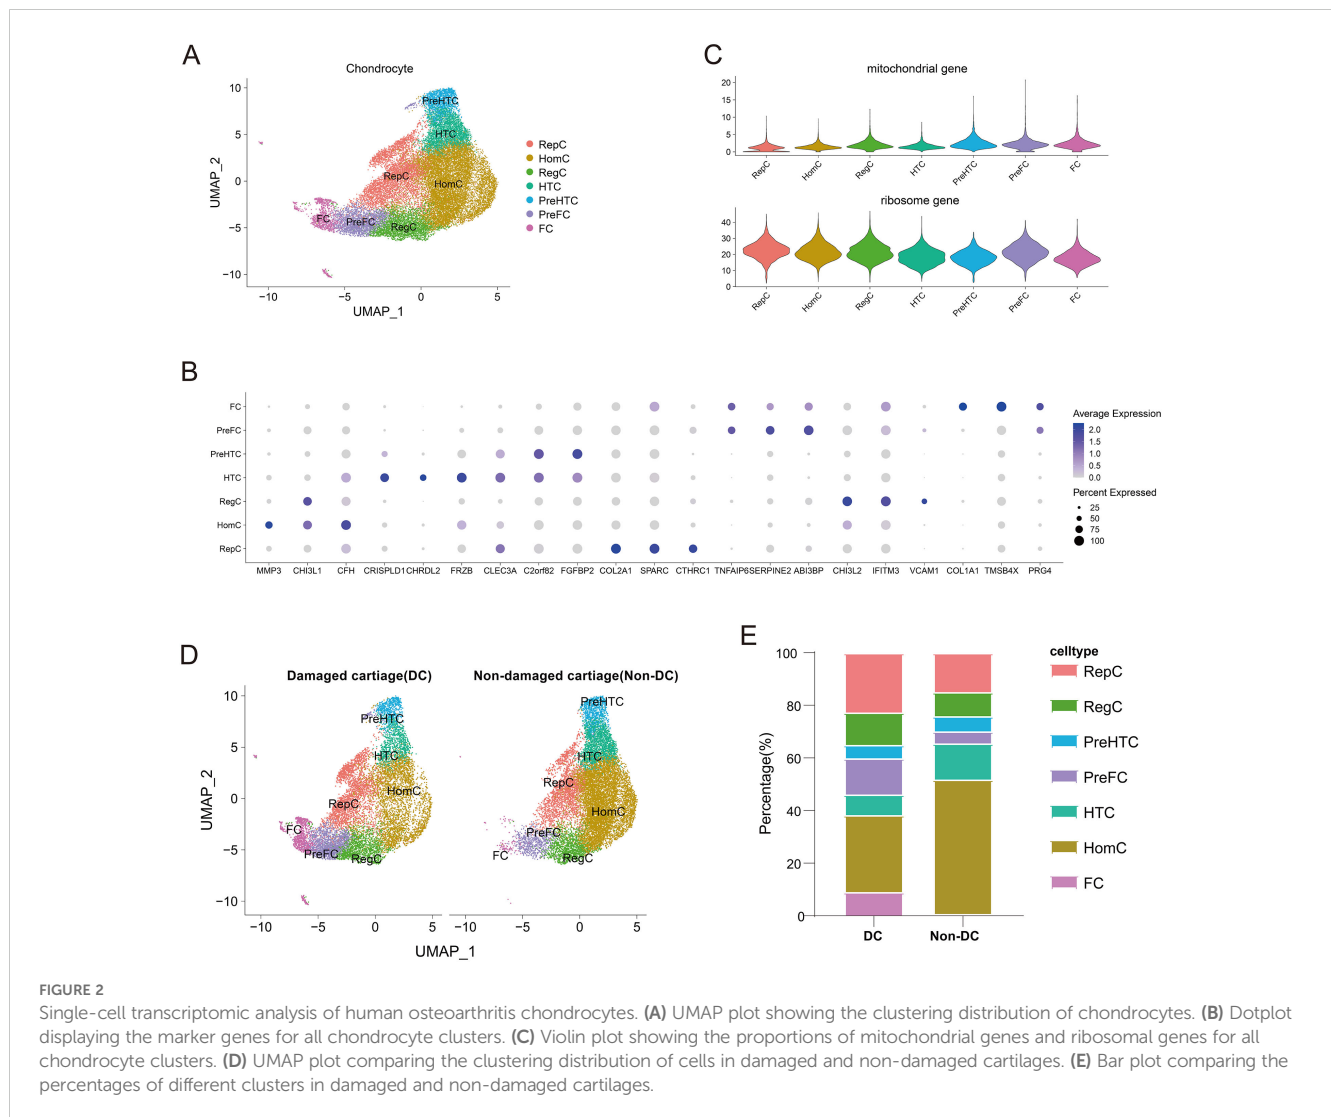 A
Chondrocyte
10
5
0
−5
−10
UMAP_2
−10
−5
0
5
UMAP_1
PreHTC
HTC
RepC
HomC
FC
PreFC
RegC
RepC
HomC
RegC
HTC
PreHTC
PreFC
FC
C
mitochondrial gene
20
15
10
5
0
RepC
HomC
RegC
HTC
PreHTC
PreFC
FC
ribosome gene
40
30
20
10
0
RepC
HomC
RegC
HTC
PreHTC
PreFC
FC
B
FC
PreFC
PreHTC
HTC
RegC
HomC
RepC
MMP3 CHI3L1 CFH CRISPLD1 CHRDL2 FRZB CLEC3A C2orf82 FGFBP2 COL2A1 SPARC CTHRC1 TNFAIP6 SERPINE2 ABI3BP CHI3L2 IFITM3 VCAM1 COL1A1 TMSB4X PRG4
Average Expression
2.0
1.5
1.0
0.5
0.0
Percent Expressed
25
50
75
100
D
Damaged cartiage(DC)
Non-damaged cartiage(Non-DC)
10
5
0
−5
−10
UMAP_2
PreHTC
HTC
HomC
RepC
FC
PreFC
RegC
PreHTC
HTC
RepC
HomC
PreFC
FC
RegC
−10
−5
0
5
−10
−5
0
5
UMAP_1
E
100
80
60
40
20
0
Percentage(%)
DC
Non-DC
celltype
RepC
RegC
PreHTC
PreFC
HTC
HomC
FC
FIGURE 2
Single-cell transcriptomic analysis of human osteoarthritis chondrocytes. (A) UMAP plot showing the clustering distribution of chondrocytes. (B) Dotplot
displaying the marker genes for all chondrocyte clusters. (C) Violin plot showing the proportions of mitochondrial genes and ribosomal genes for all
chondrocyte clusters. (D) UMAP plot comparing the clustering distribution of cells in damaged and non-damaged cartilages. (E) Bar plot comparing the
percentages of different clusters in damaged and non-damaged cartilages.